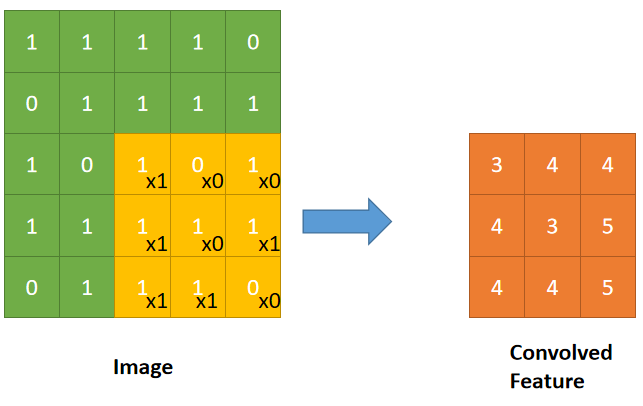 1 1 1 1 0
0 1 1 1 1
1 0 1 x1 0 x0 1 x0
1 1 1 x1 1 x0 1 x1
0 1 1 x1 1 x1 0 x0
3 4 4
4 3 5
4 4 5
Image
Convolved
Feature